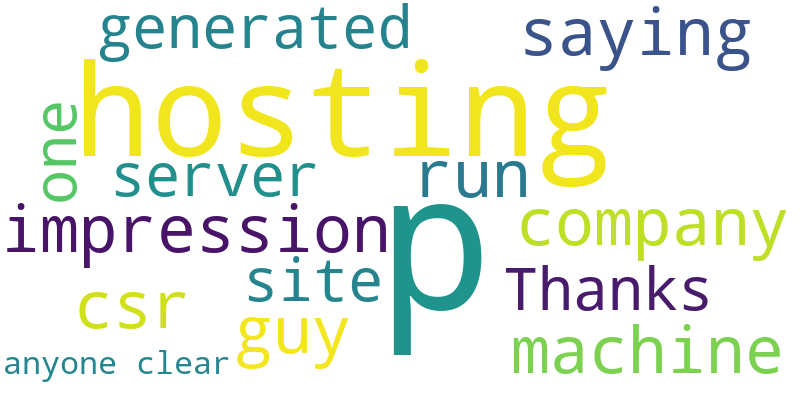 generated
saying
hosting
one
server
run
impression
p
company
site
Thanks
csr
guy
machine
anyone clear